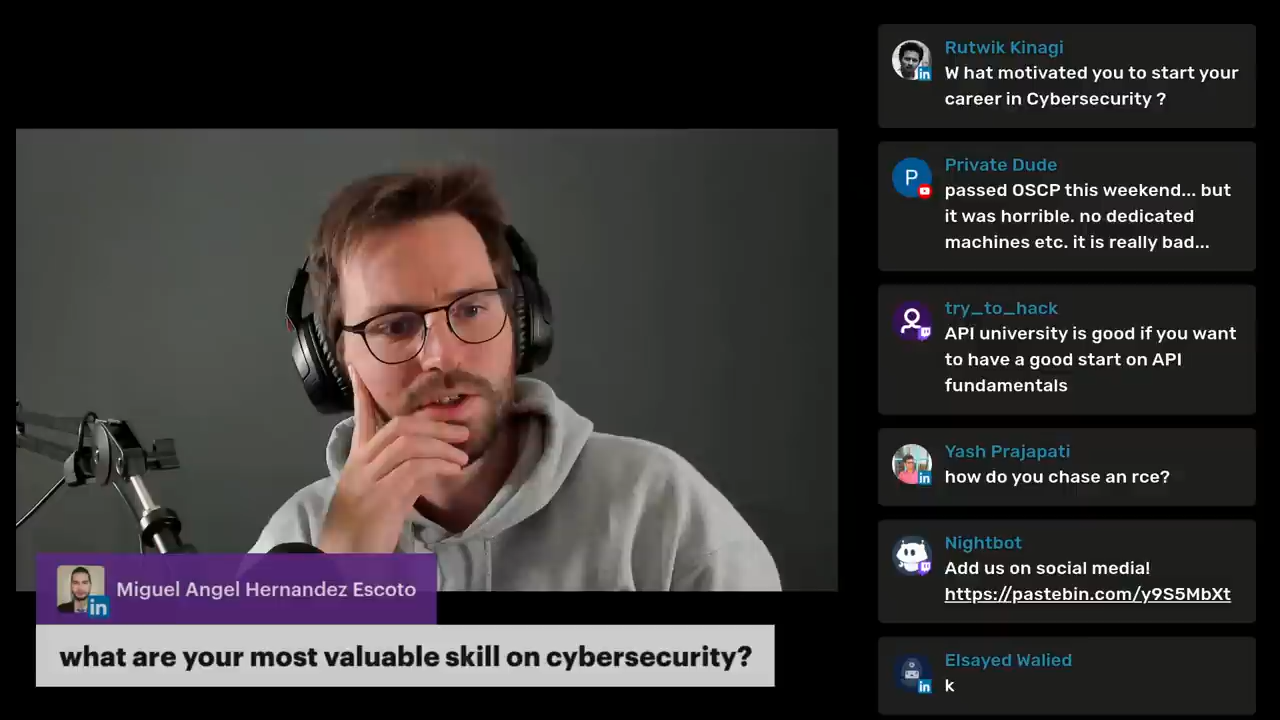 Miguel Angel Hernandez Escoto
what are your most valuable skill on cybersecurity?
Rutwik Kinagi
W hat motivated you to start your
career in Cybersecurity ?
P
Private Dude
passed OSCP this weekend... but
it was horrible. no dedicated
machines etc. it is really bad...
try_to_hack
API university is good if you want
to have a good start on API
fundamentals
Yash Prajapati
how do you chase an rce?
Nightbot
Add us on social media!
https://pastebin.com/y9S5MbXt
Elsayed Walied
k